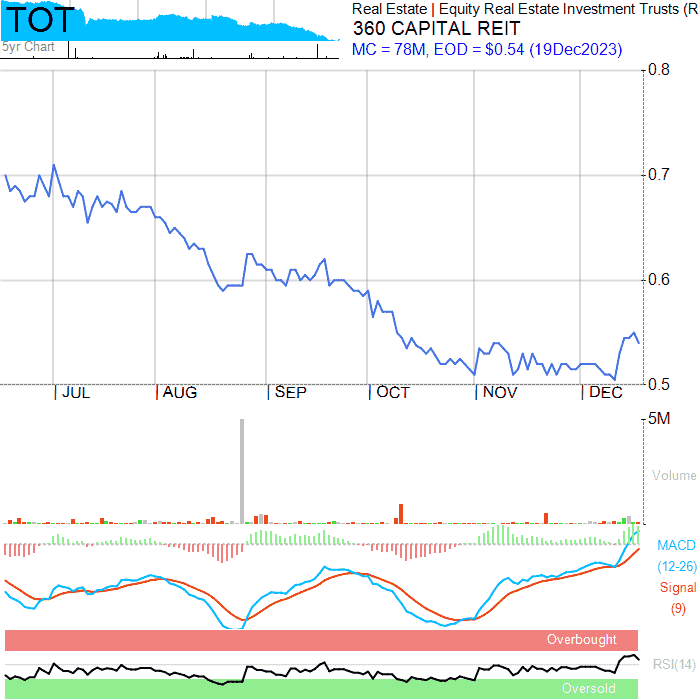 TOT
5yr Chart
Real Estate | Equity Real Estate Investment Trusts (R
360 CAPITAL REIT
MC = 78M, EOD = $0.54 (19Dec2023)
0.8
0.7
0.6
0.5
JUL AUG SEP OCT NOV DEC
5M
Volume
MACD
(12-26)
Signal
(9)
Overbought
RSI(14)
Oversold